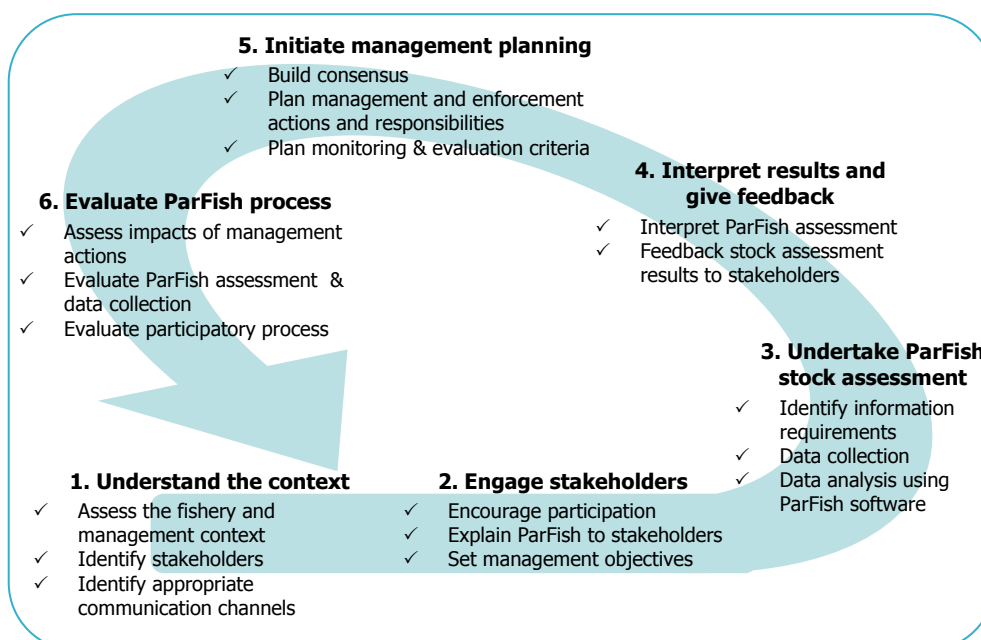 5. Initiate management planning
✓ Build consensus
✓ Plan management and enforcement
actions and responsibilities
✓ Plan monitoring & evaluation criteria
4. Interpret results and
give feedback
✓ Interpret ParFish assessment
✓ Feedback stock assessment
results to stakeholders
6. Evaluate ParFish process
✓ Assess impacts of management
actions
✓ Evaluate ParFish assessment &
data collection
✓ Evaluate participatory process
3. Undertake ParFish
stock assessment
✓ Identify information
requirements
✓ Data collection
✓ Data analysis using
ParFish software
1. Understand the context
✓ Assess the fishery and
management context
✓ Identify stakeholders
✓ Identify appropriate
communication channels
2. Engage stakeholders
✓ Encourage participation
✓ Explain ParFish to stakeholders
✓ Set management objectives